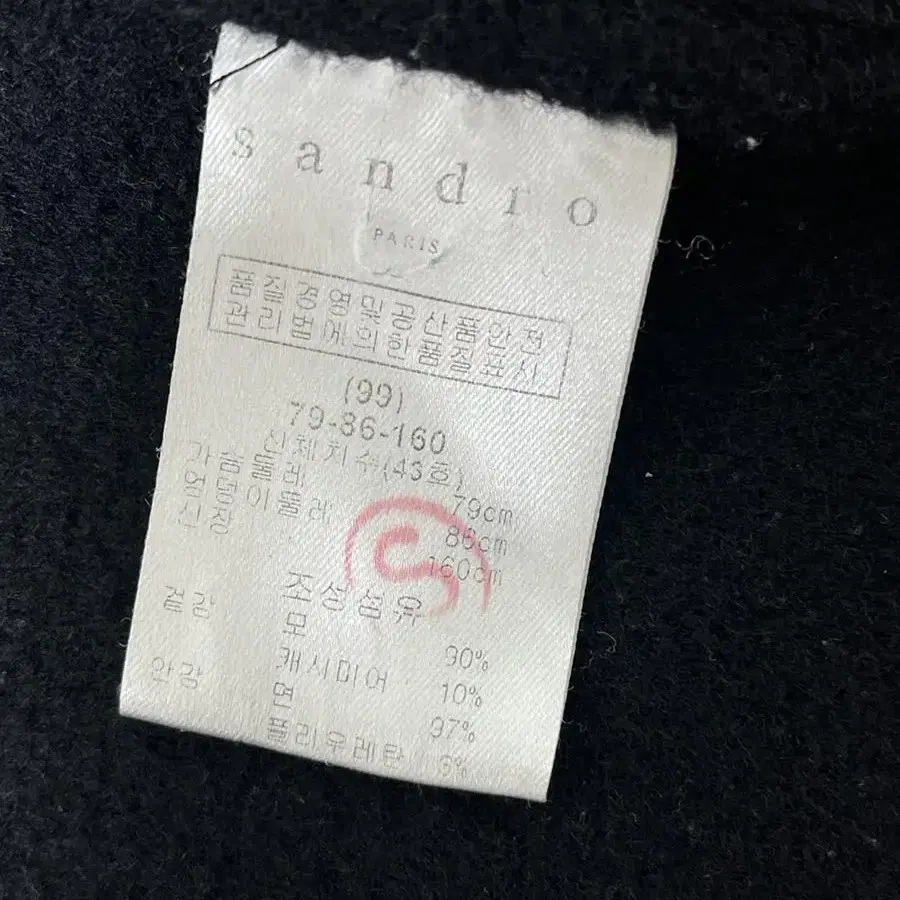 sandro
PARIS
품질경영및공산품안전
관리법에의한품질표시
(99)
79-86-160
신체치수(43호)
가슴둘레 79cm
엉덩이둘레 86cm
신장 160cm
조성섬유
겉감 모 90%
캐시미어 10%
안감 면 97%
폴리우레탄 3%